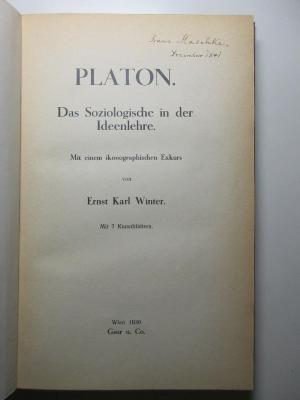 PLATON.
Das Soziologische in der
Ideenlehre.
Mit einem ikonographischen Exkurs
von
Ernst Karl Winter.
Mit 7 Kunstblättern.
Wien 1930
Gsur u. Co.